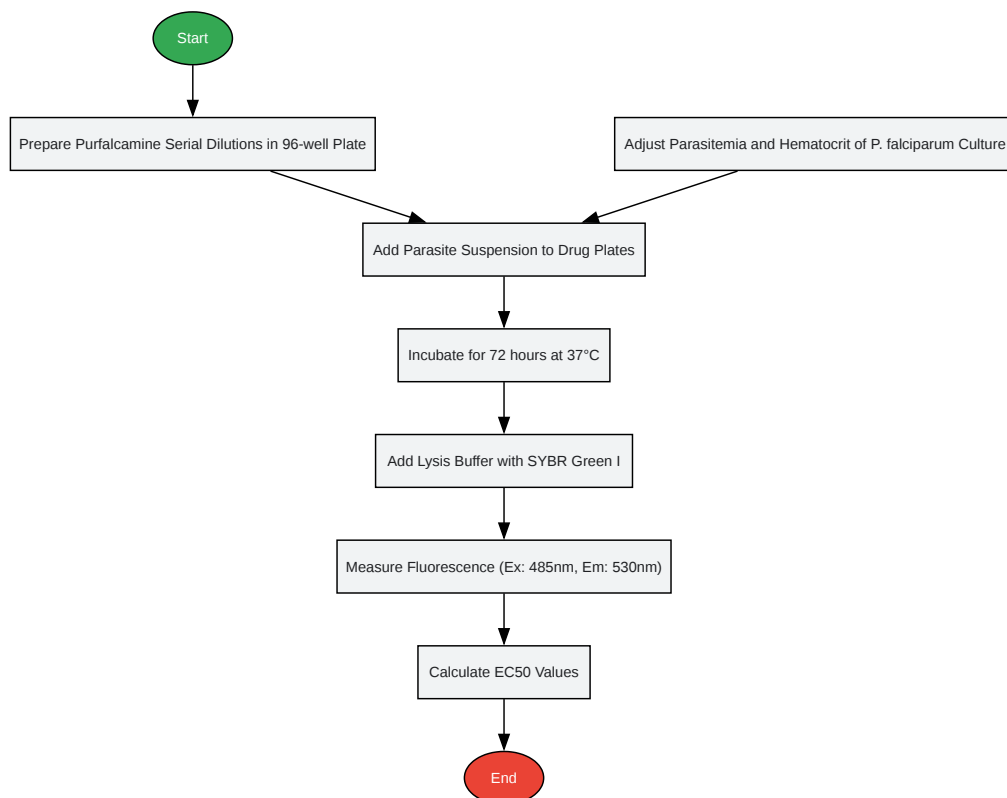 Start
Prepare Purfalcamine Serial Dilutions in 96-well Plate
Adjust Parasitemia and Hematocrit of P. falciparum Culture
Add Parasite Suspension to Drug Plates
Incubate for 72 hours at 37°C
Add Lysis Buffer with SYBR Green I
Measure Fluorescence (Ex: 485nm, Em: 530nm)
Calculate EC50 Values
End